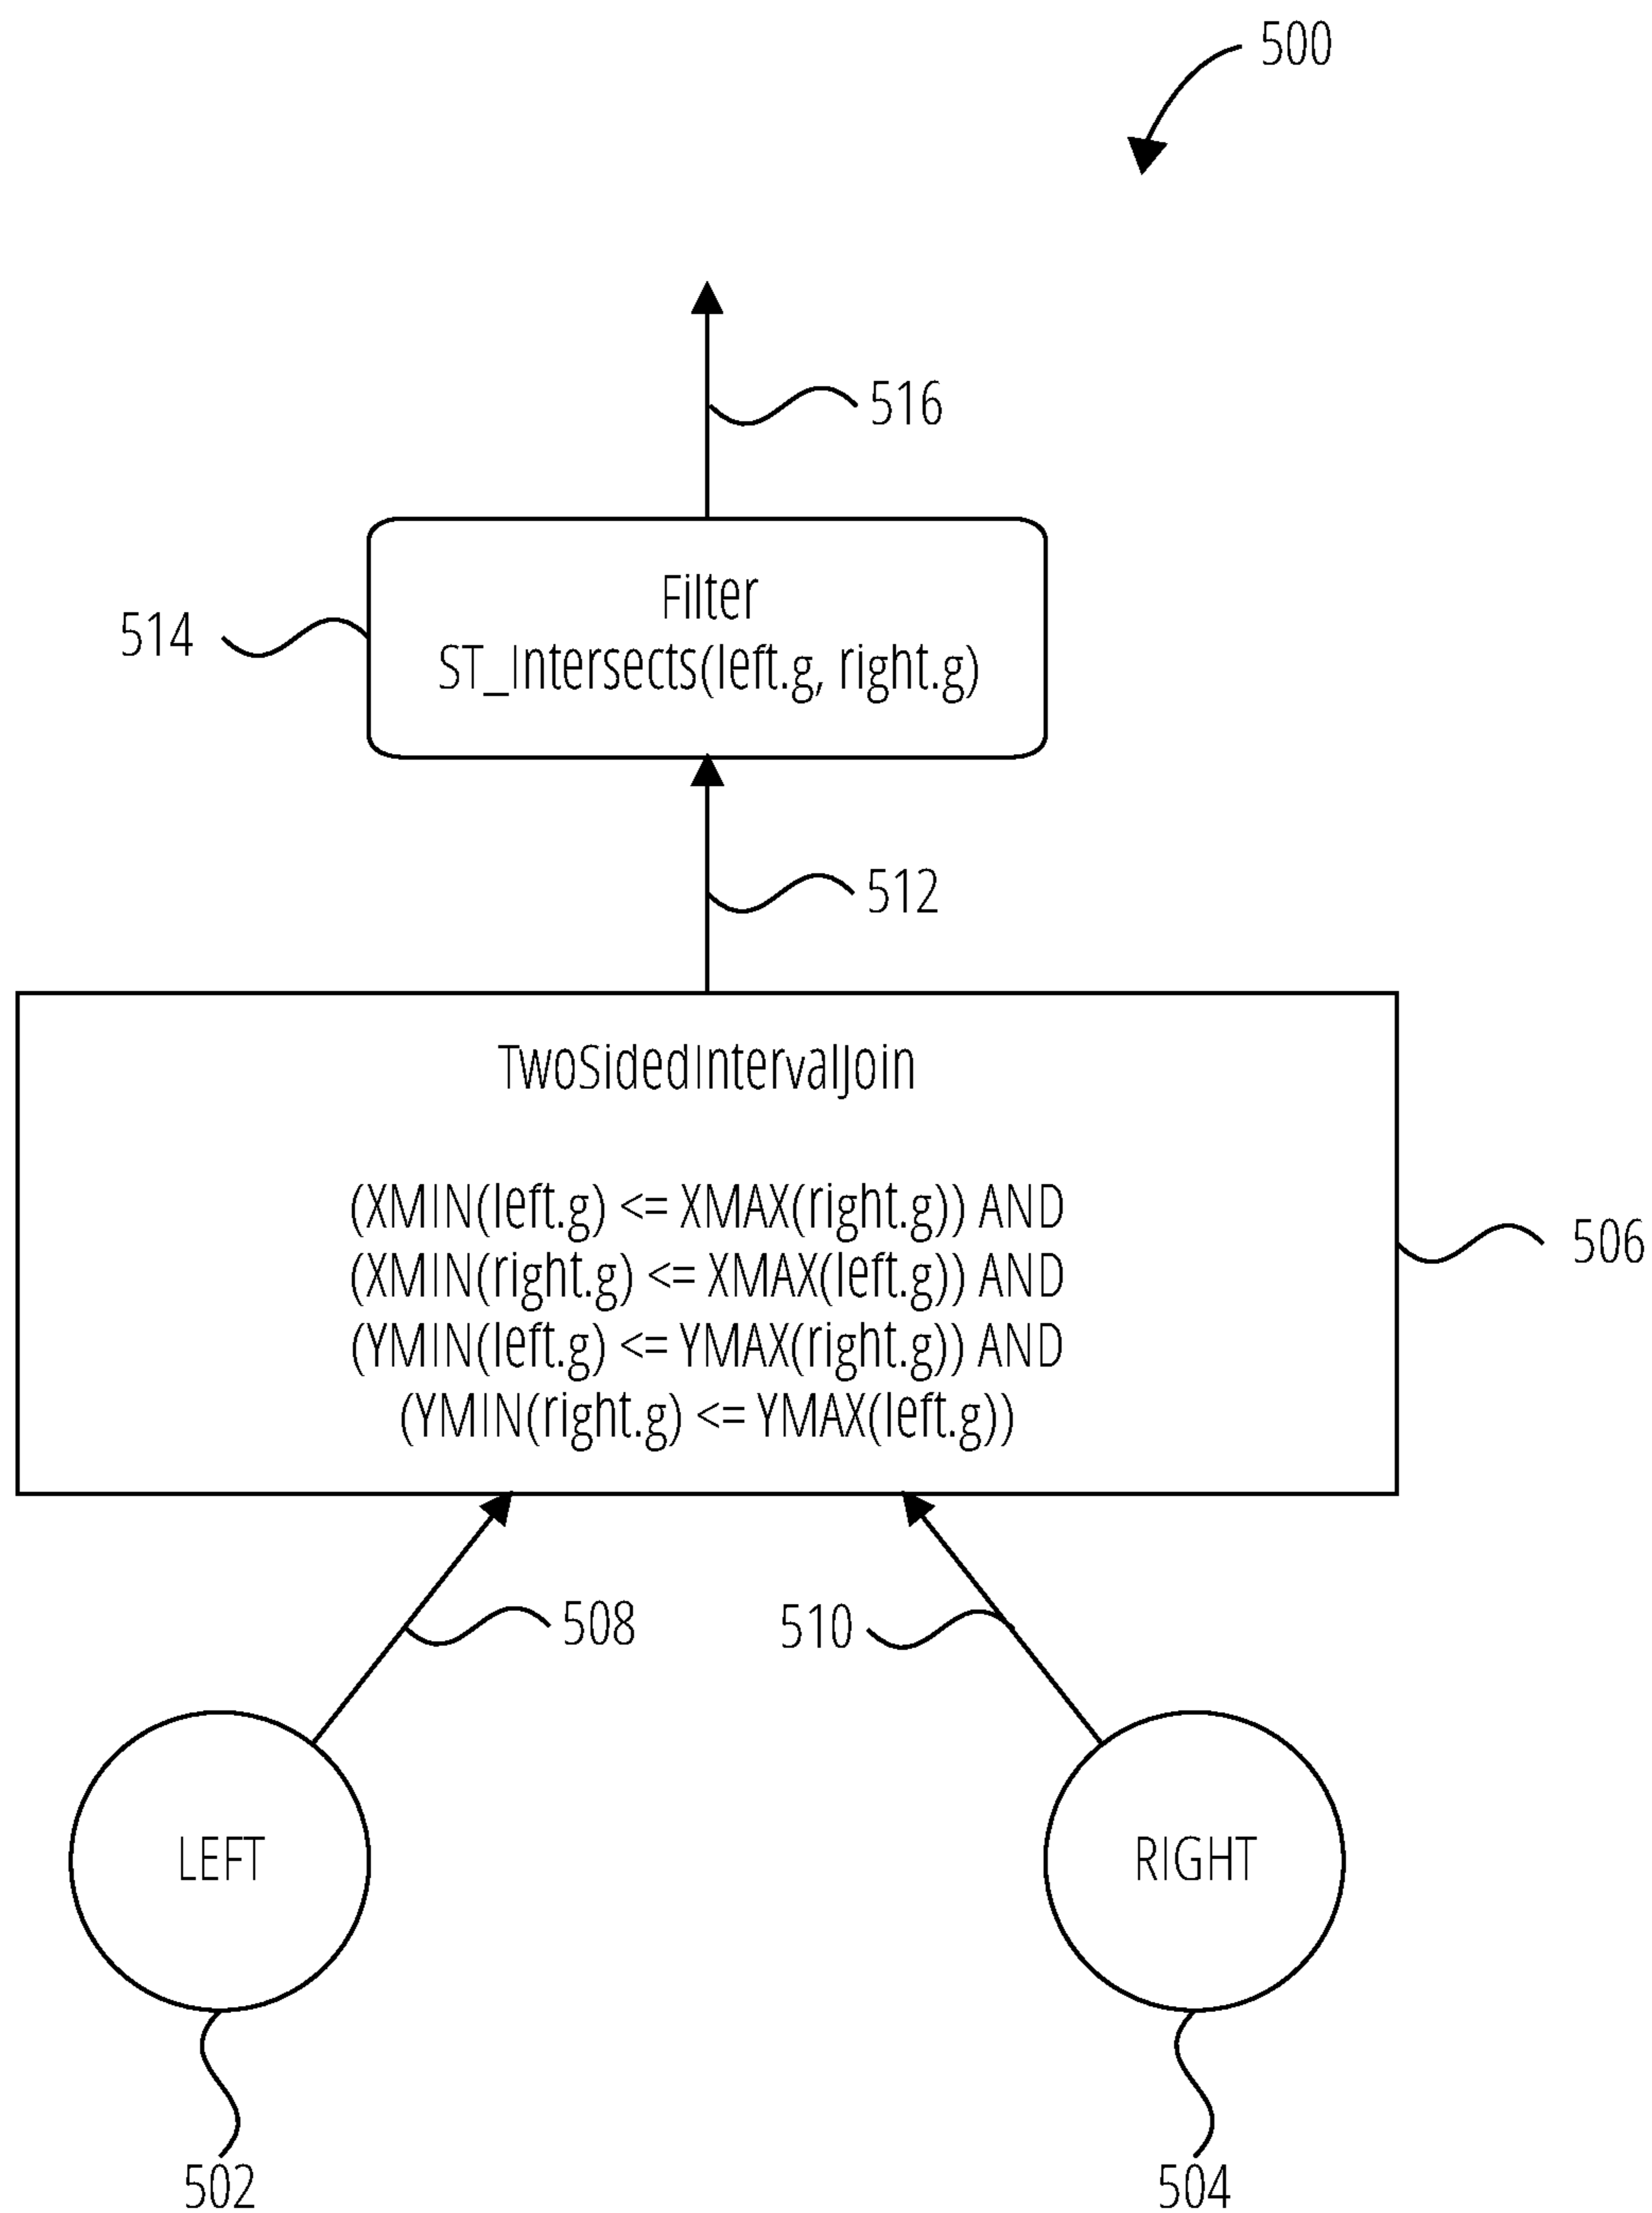 500
516
Filter
514
ST_Intersects(left.g, right.g)
512
TwoSidedIntervalJoin
(XMIN(left.g) <= XMAX(right.g)) AND
506
(XMIN(right.g) <= XMAX(left.g)) AND
(YMIN(left.g) <= YMAX(right.g)) AND
(YMIN(right.g) <= YMAX(left.g))
508
510
LEFT
RIGHT
502
504